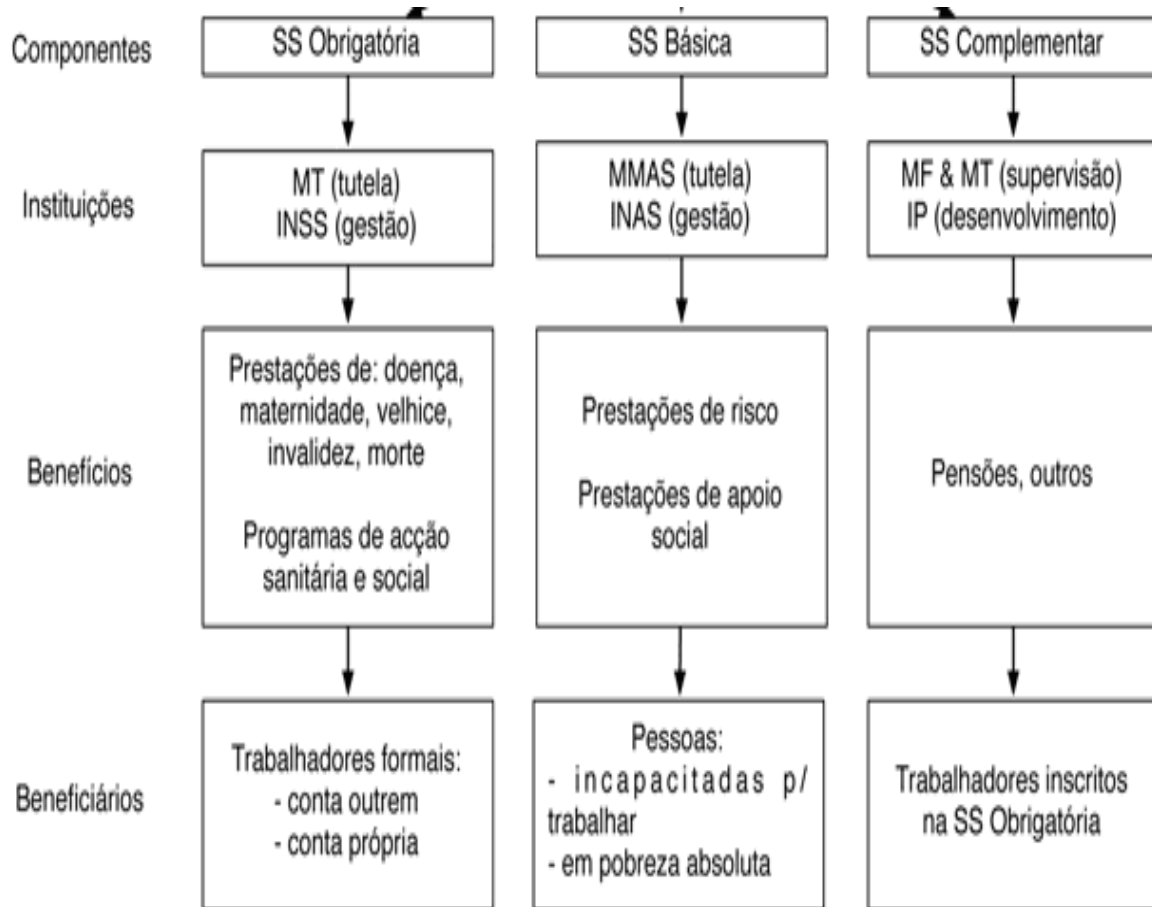 Componentes
SS Obrigatória
SS Básica
SS Complementar
Instituições
MT (tutela)
INSS (gestão)
MMAS (tutela)
INAS (gestão)
MF & MT (supervisão)
IP (desenvolvimento)
Benefícios
Prestações de: doença,
maternidade, velhice,
invalidez, morte
Programas de acção
sanitária e social
Prestações de risco
Prestações de apoio
social
Pensões, outros
Beneficiários
Trabalhadores formais:
- conta outrem
- conta própria
Pessoas:
- incapacitadas p/
trabalhar
- em pobreza absoluta
Trabalhadores inscritos
na SS Obrigatória